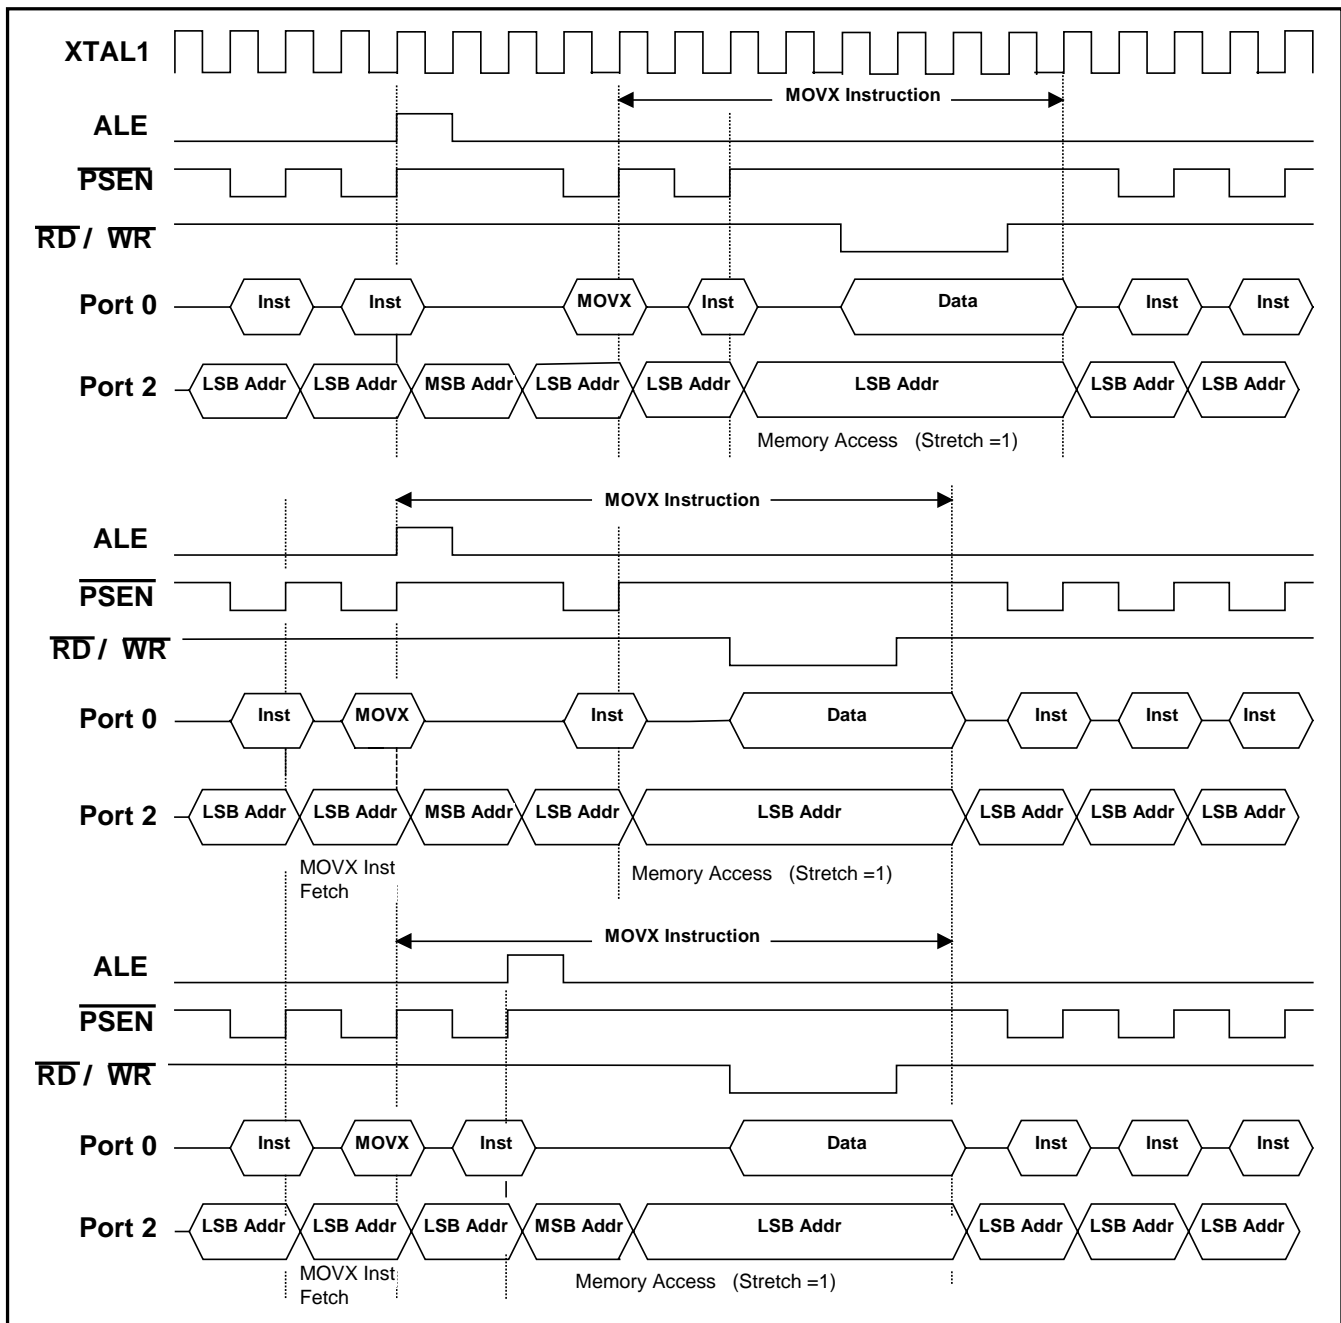 XTAL1
MOVX Instruction
ALE
PSEN
RD / WR
Port 0 Inst Inst MOVX Inst Data Inst Inst
Port 2 LSB Addr LSB Addr MSB Addr LSB Addr LSB Addr LSB Addr LSB Addr LSB Addr
Memory Access (Stretch =1)
MOVX Instruction
ALE
PSEN
RD / WR
Port 0 Inst MOVX Inst Data Inst Inst Inst
Port 2 LSB Addr LSB Addr MSB Addr LSB Addr LSB Addr LSB Addr LSB Addr LSB Addr
MOVX Inst
Fetch
Memory Access (Stretch =1)
MOVX Instruction
ALE
PSEN
RD / WR
Port 0 Inst MOVX Inst Data Inst Inst Inst
Port 2 LSB Addr LSB Addr LSB Addr MSB Addr LSB Addr LSB Addr LSB Addr LSB Addr
MOVX Inst
Fetch
Memory Access (Stretch =1)